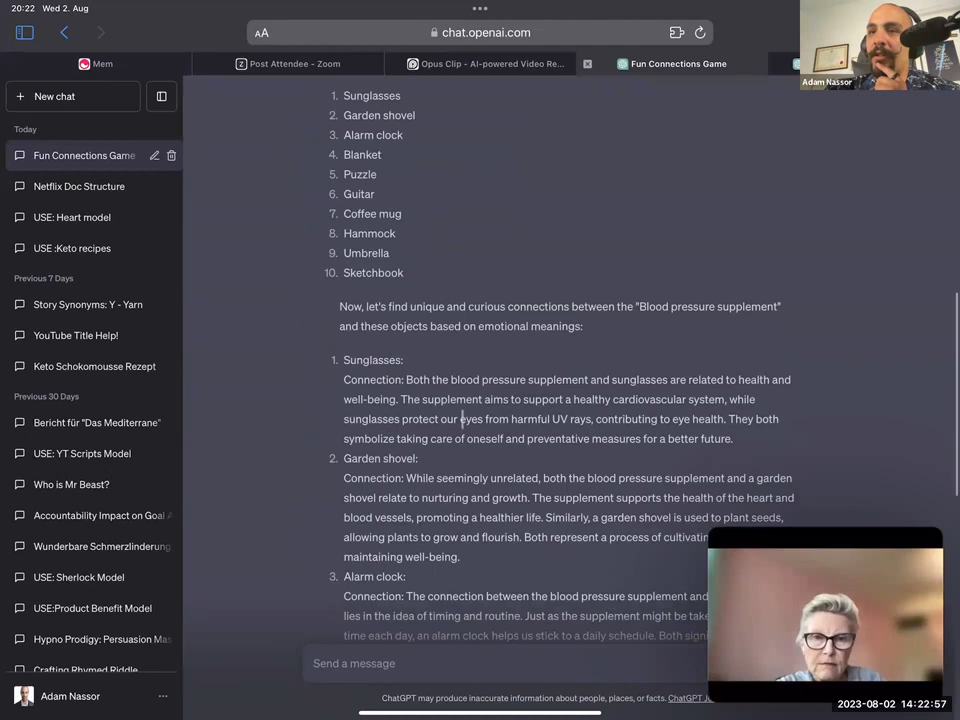 20:22 Wed 2. Aug
AA chat.openai.com
Mem
Post Attendee - Zoom
Opus Clip - AI-powered Video Re...
Fun Connections Game
Adam Nassor
New chat
Today
Fun Connections Game
Netflix Doc Structure
USE: Heart model
USE :Keto recipes
Previous 7 Days
Story Synonyms: Y - Yarn
YouTube Title Help!
Keto Schokomousse Rezept
Previous 30 Days
Bericht für "Das Mediterrane"
USE: YT Scripts Model
Who is Mr Beast?
Accountability Impact on Goal
Wunderbare Schmerzlinderung
USE: Sherlock Model
USE:Product Benefit Model
Hypno Prodigy: Persuasion Mas
Crafting Rhymed Riddle
Adam Nassor
1. Sunglasses
2. Garden shovel
3. Alarm clock
4. Blanket
5. Puzzle
6. Guitar
7. Coffee mug
8. Hammock
9. Umbrella
10. Sketchbook
Now, let's find unique and curious connections between the "Blood pressure supplement"
and these objects based on emotional meanings:
1. Sunglasses:
Connection: Both the blood pressure supplement and sunglasses are related to health and
well-being. The supplement aims to support a healthy cardiovascular system, while
sunglasses protect our eyes from harmful UV rays, contributing to eye health. They both
symbolize taking care of oneself and preventative measures for a better future.
2. Garden shovel:
Connection: While seemingly unrelated, both the blood pressure supplement and a garden
shovel relate to nurturing and growth. The supplement supports the health of the heart and
blood vessels, promoting a healthier life. Similarly, a garden shovel is used to plant seeds,
allowing plants to grow and flourish. Both represent a process of cultivatin
maintaining well-being.
3. Alarm clock:
Connection: The connection between the blood pressure supplement and
lies in the idea of timing and routine. Just as the supplement might be take
time each day, an alarm clock helps us stick to a daily schedule. Both sign
Send a message
ChatGPT may produce inaccurate information about people, places, or facts. ChatGPT J
2023-08-02 14:22:57